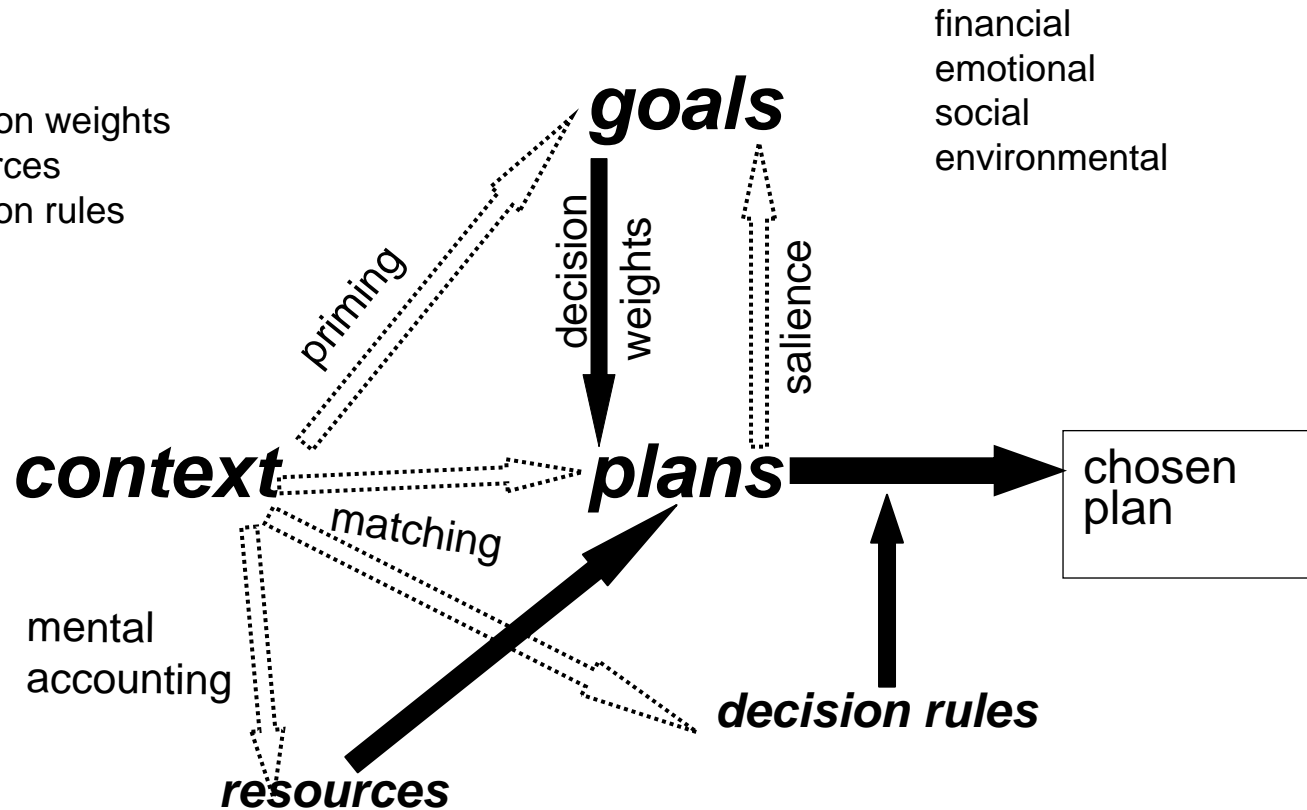 financial
emotional
social
environmental
on weights
rces
on rules
goals
priming
decision
weights
salience
context
plans
chosen
plan
matching
mental
accounting
decision rules
resources